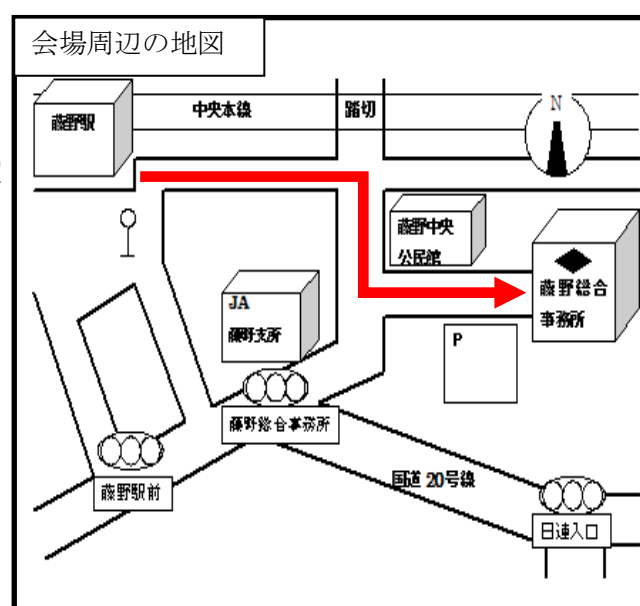 会場周辺の地図
藤野駅
中央本線
踏切
N
藤野中央
公民館
藤野総合
事務所
JA
藤野支所
P
藤野総合事務所
国道 20号線
藤野駅前
日連入口